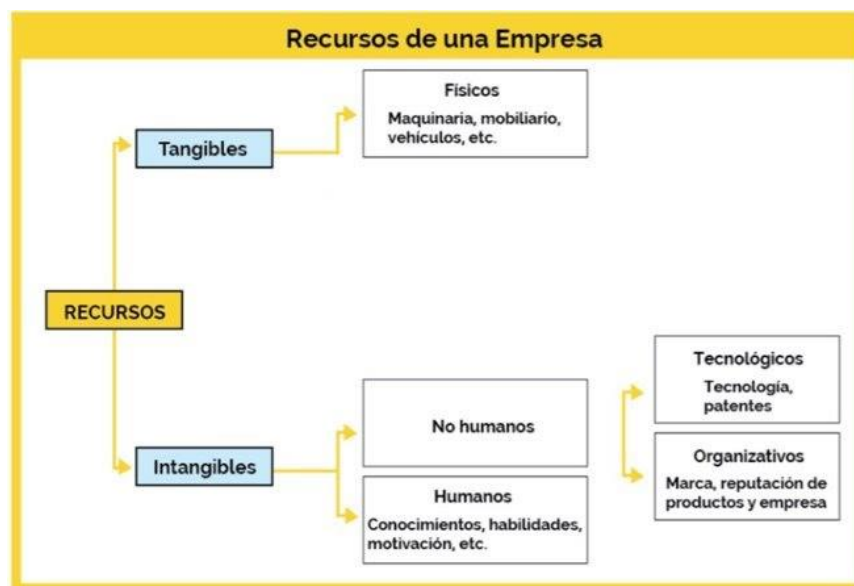 Recursos de una Empresa
Físicos
Maquinaria, mobiliario,
vehículos, etc.
Tangibles
RECURSOS
Intangibles
No humanos
Humanos
Conocimientos, habilidades,
motivación, etc.
Tecnológicos
Tecnología,
patentes
Organizativos
Marca, reputación de
productos y empresa